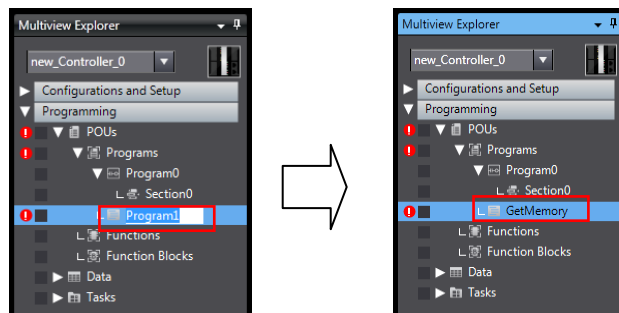 Multiview Explorer
new_Controller_0
Configurations and Setup
Programming
POUs
Programs
Program0
Section0
Program1
Functions
Function Blocks
Data
Tasks
Multiview Explorer
new_Controller_0
Configurations and Setup
Programming
POUs
Programs
Program0
Section0
GetMemory
Functions
Function Blocks
Data
Tasks